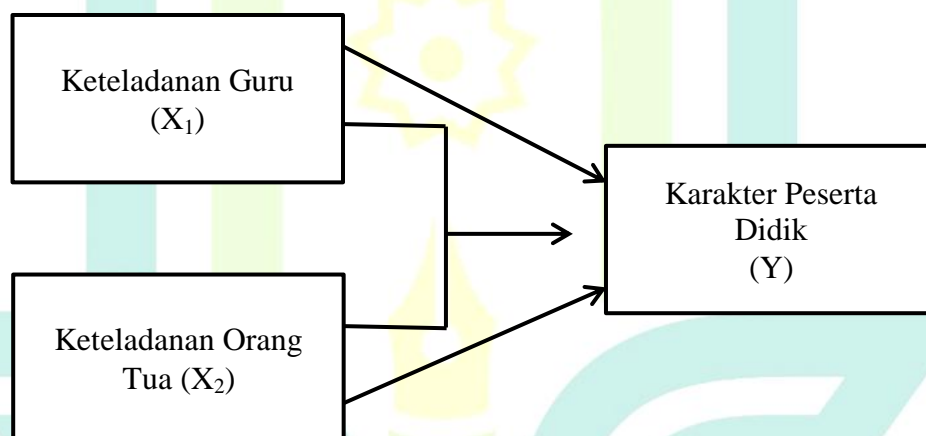 Keteladanan Guru
(X₁)
Keteladanan Orang
Tua (X₂)
Karakter Peserta
Didik
(Y)